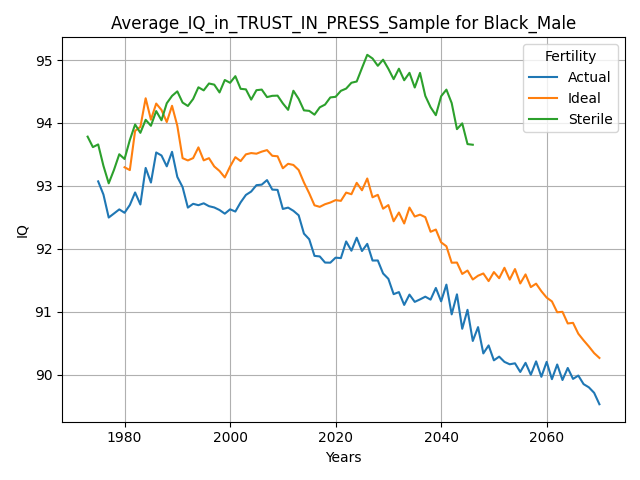 Average_IQ_in_TRUST_IN_PRESS_Sample for Black_Male
Fertility
Actual
Ideal
Sterile
IQ
95
94
93
92
91
90
1980
2000
2020
2040
2060
Years